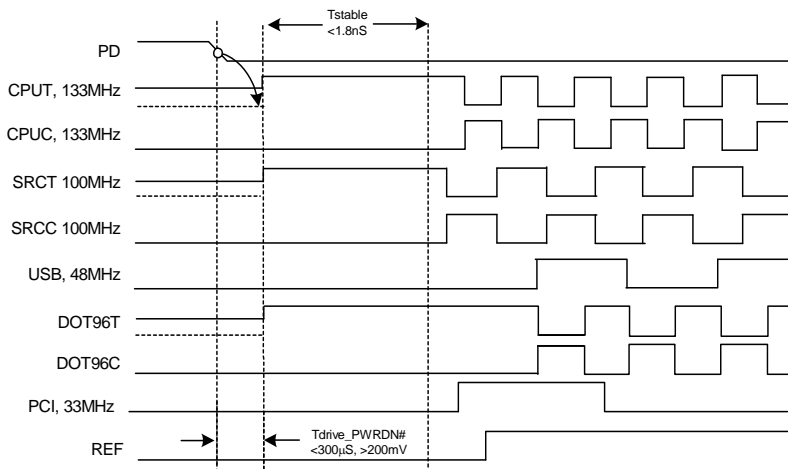 Tstable
<1.8nS
PD
CPUT, 133MHz
CPUC, 133MHz
SRCT 100MHz
SRCC 100MHz
USB, 48MHz
DOT96T
DOT96C
PCI, 33MHz
REF
Tdrive_PWRDN#
<300µS, >200mV